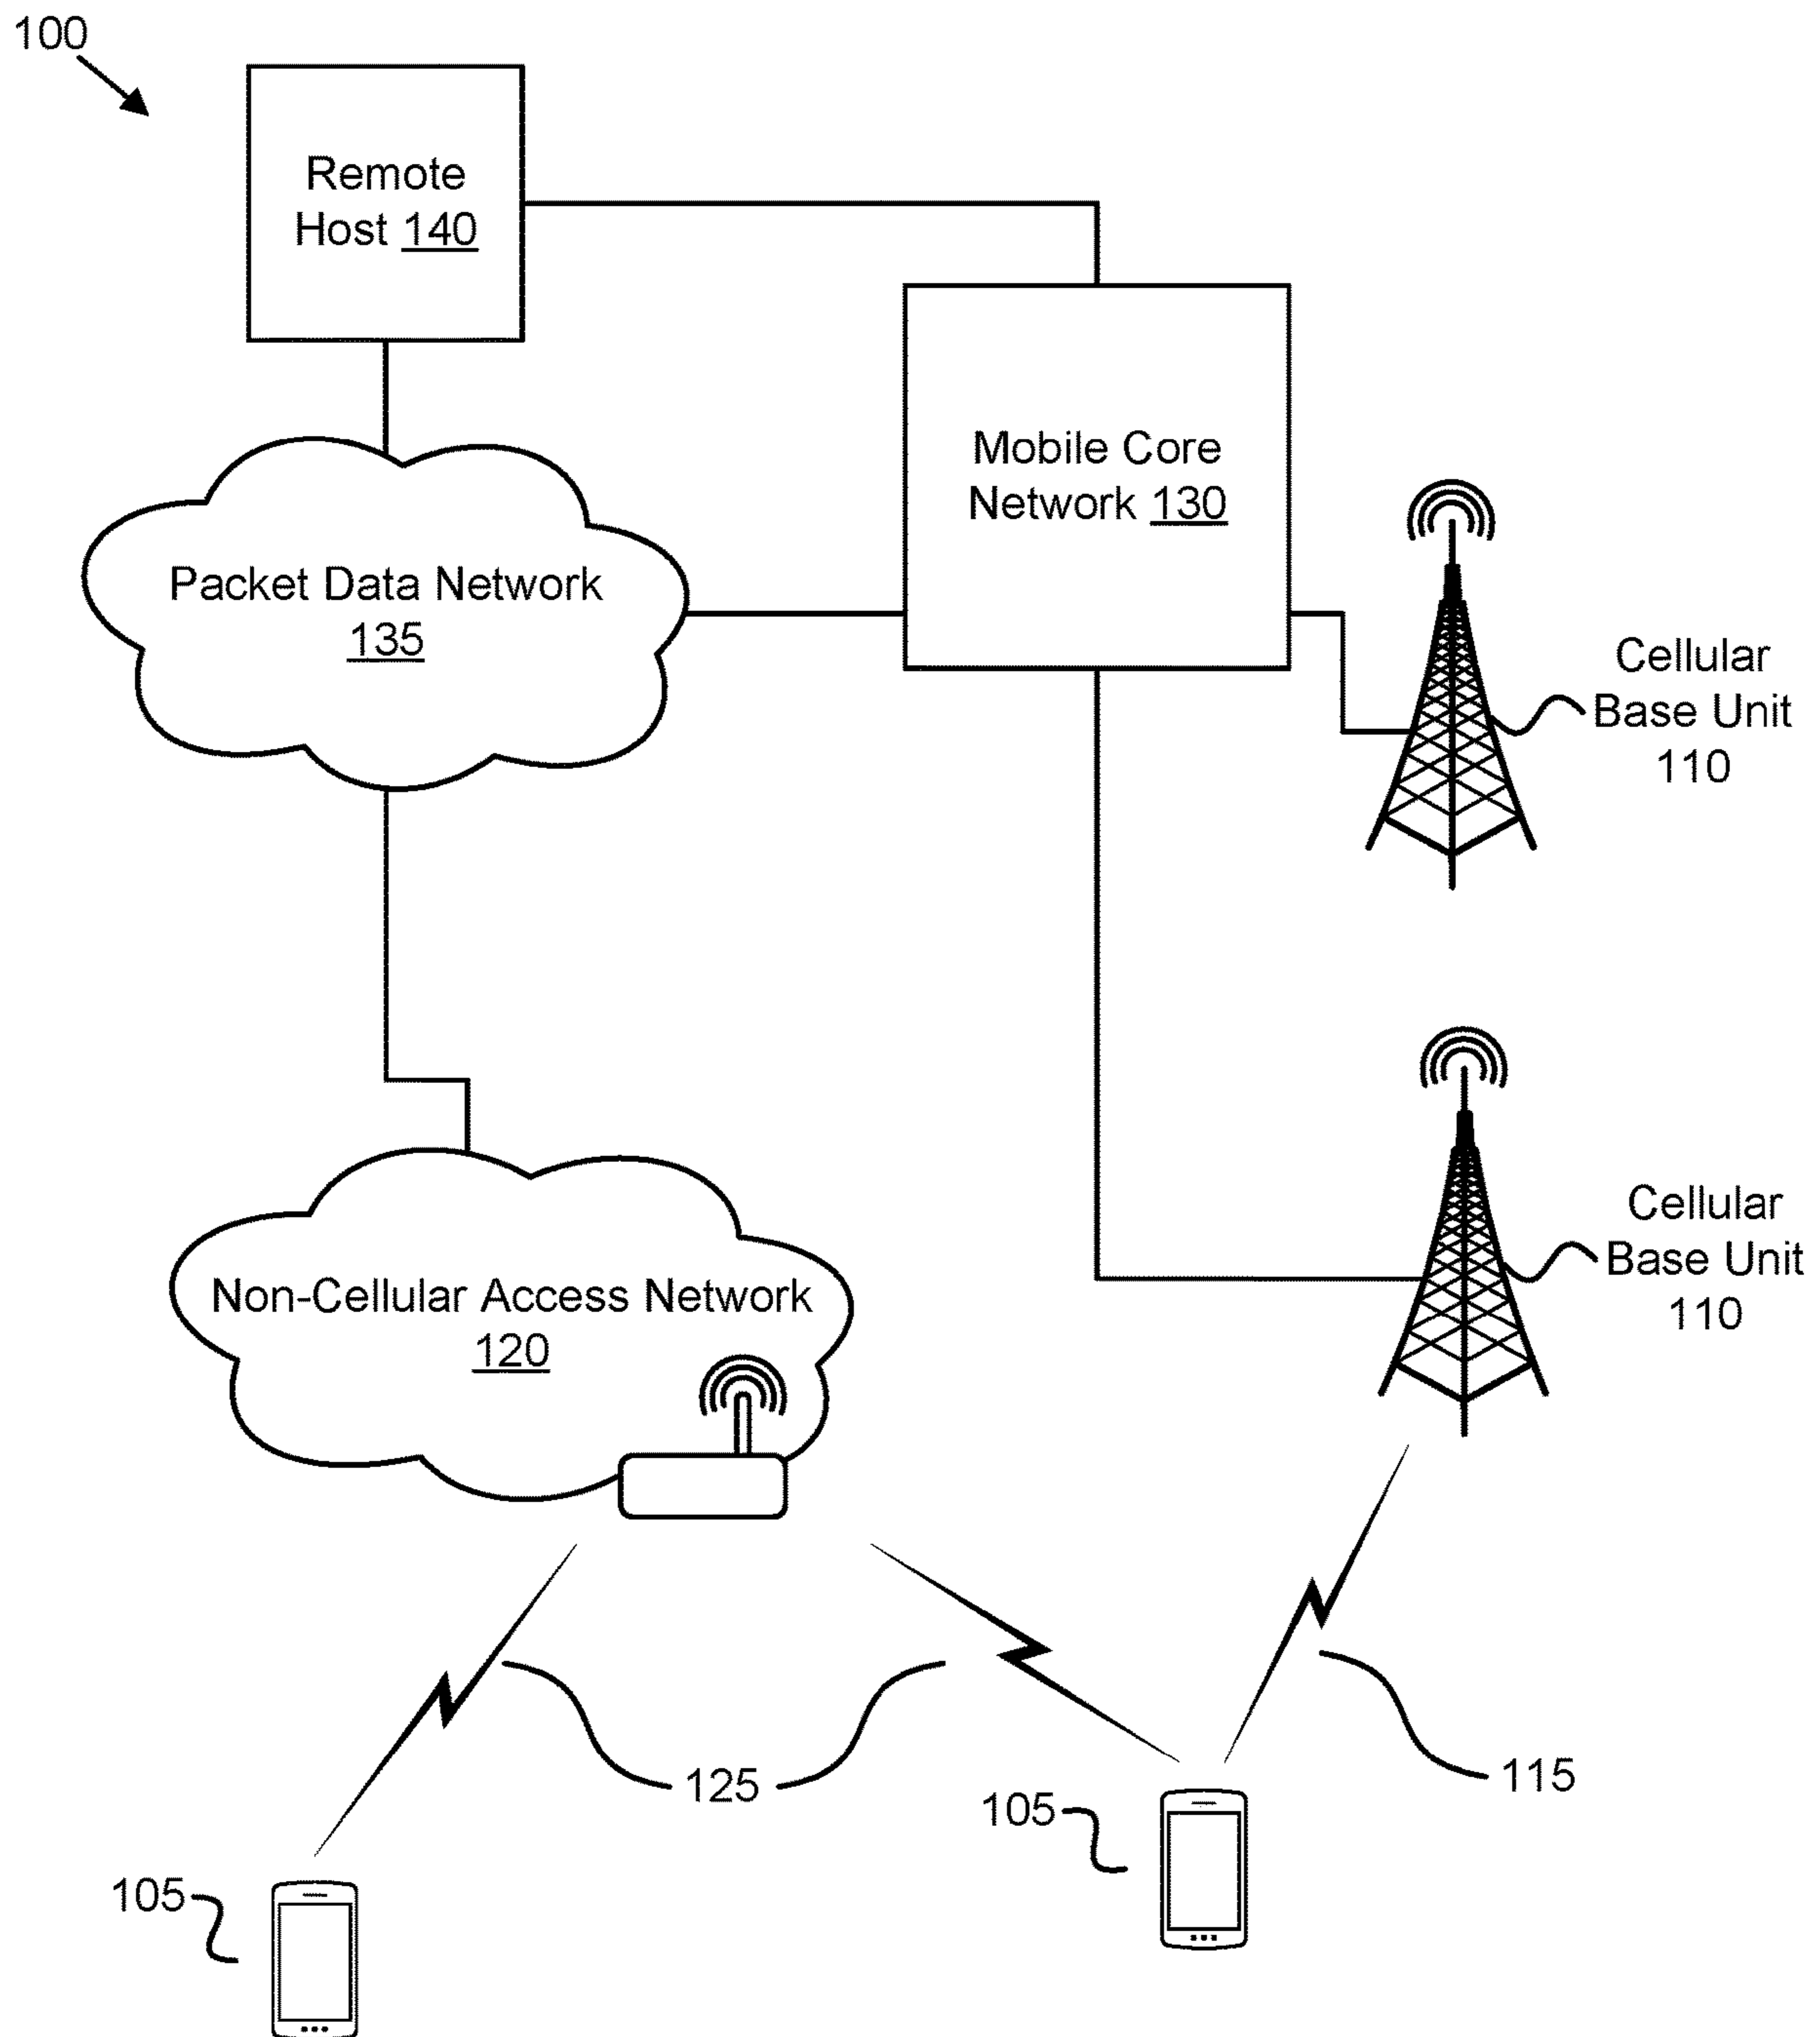 100
Remote
Host 140
Mobile Core
Network 130
Packet Data Network
135
Cellular
Base Unit
110
Cellular
Base Unit
110
Non-Cellular Access Network
120
125
115
105
105